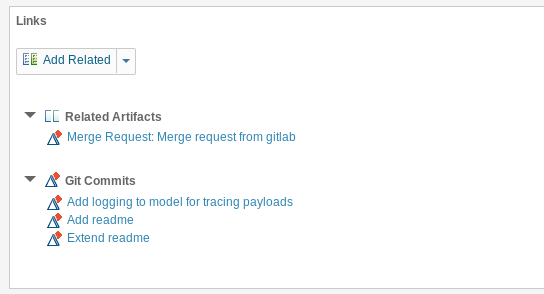 Links
Add Related
Related Artifacts
Merge Request: Merge request from gitlab
Git Commits
Add logging to model for tracing payloads
Add readme
Extend readme